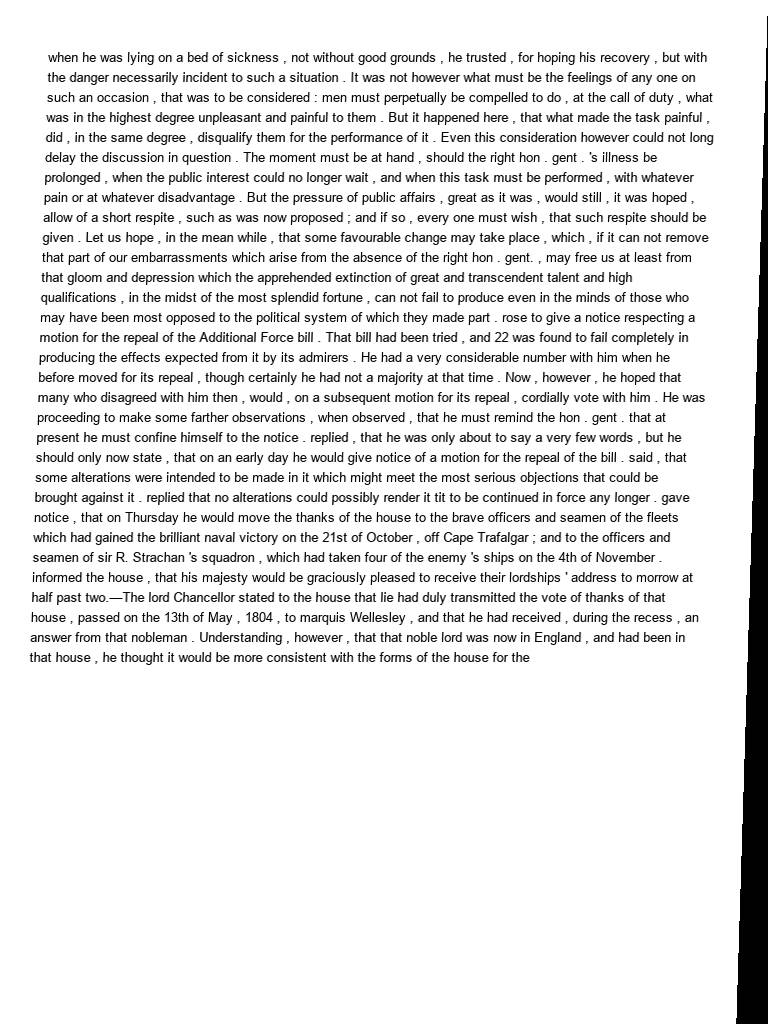 when he was lying on a bed of sickness , not without good grounds , he trusted , for hoping his recovery , but with
the danger necessarily incident to such a situation . It was not however what must be the feelings of any one on
such an occasion , that was to be considered : men must perpetually be compelled to do , at the call of duty , what
was in the highest degree unpleasant and painful to them . But it happened here , that what made the task painful ,
did , in the same degree , disqualify them for the performance of it . Even this consideration however could not long
delay the discussion in question . The moment must be at hand , should the right hon . gent . 's illness be
prolonged , when the public interest could no longer wait , and when this task must be performed , with whatever
pain or at whatever disadvantage . But the pressure of public affairs , great as it was , would still , it was hoped ,
allow of a short respite , such as was now proposed ; and if so , every one must wish , that such respite should be
given . Let us hope , in the mean while , that some favourable change may take place , which , if it can not remove
that part of our embarrassments which arise from the absence of the right hon . gent. , may free us at least from
that gloom and depression which the apprehended extinction of great and transcendent talent and high
qualifications , in the midst of the most splendid fortune , can not fail to produce even in the minds of those who
may have been most opposed to the political system of which they made part . rose to give a notice respecting a
motion for the repeal of the Additional Force bill . That bill had been tried , and 22 was found to fail completely in
producing the effects expected from it by its admirers . He had a very considerable number with him when he
before moved for its repeal , though certainly he had not a majority at that time . Now , however , he hoped that
many who disagreed with him then , would , on a subsequent motion for its repeal , cordially vote with him . He was
proceeding to make some farther observations , when observed , that he must remind the hon . gent . that at
present he must confine himself to the notice . replied , that he was only about to say a very few words , but he
should only now state , that on an early day he would give notice of a motion for the repeal of the bill . said , that
some alterations were intended to be made in it which might meet the most serious objections that could be
brought against it . replied that no alterations could possibly render it tit to be continued in force any longer . gave
notice , that on Thursday he would move the thanks of the house to the brave officers and seamen of the fleets
which had gained the brilliant naval victory on the 21st of October , off Cape Trafalgar ; and to the officers and
seamen of sir R. Strachan 's squadron , which had taken four of the enemy 's ships on the 4th of November .
informed the house , that his majesty would be graciously pleased to receive their lordships ' address to morrow at
half past two.—The lord Chancellor stated to the house that lie had duly transmitted the vote of thanks of that
house , passed on the 13th of May , 1804 , to marquis Wellesley , and that he had received , during the recess , an
answer from that nobleman . Understanding , however , that that noble lord was now in England , and had been in
that house , he thought it would be more consistent with the forms of the house for the